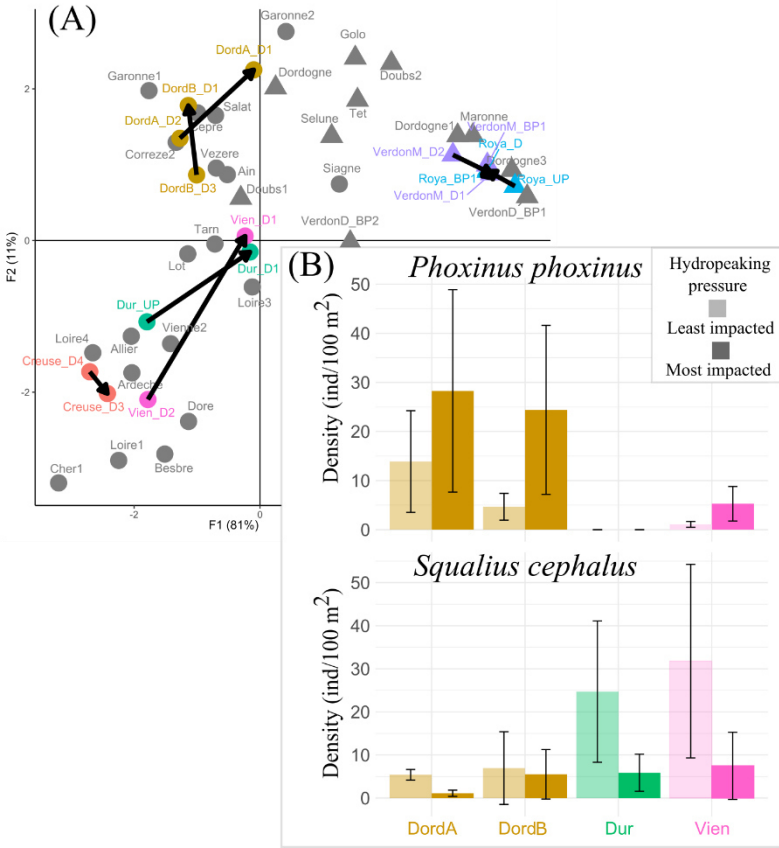 (A)
Garonne2
DordA_D1
Golo
Doubs2
Garonne1
DordB_D1
Dordogne
2
Salat
DordA_D2
Cepre
Selune
Tet
Correze2
Vezere
Ain
DordB_D3
Doubs1
Siagne
Dordogne1
Maronne
VerdonM_BP1
VerdonM_D2
Roya_D
Dordogne3
Roya_BP1
Roya_UP
VerdonM_D1
VerdonD_BP1
Vien_D1
VerdonD_BP2
Tarn
0
Lot
Dur_D1
Dur_UP
Loire3
Loire4
Allier
Vienne2
Creuse_D4
Ardeche
Creuse_D3
Vien_D2
-2
Dore
Loire1
Besbre
Cher1
F2 (11%)
-2
0
F1 (81%)
(B)
Phoxinus phoxinus
Hydropeaking
pressure
Least impacted
Most impacted
50
40
30
20
10
0
Density (ind/100 m²)
Squalius cephalus
50
40
30
20
10
0
Density (ind/100 m²)
DordA
DordB
Dur
Vien